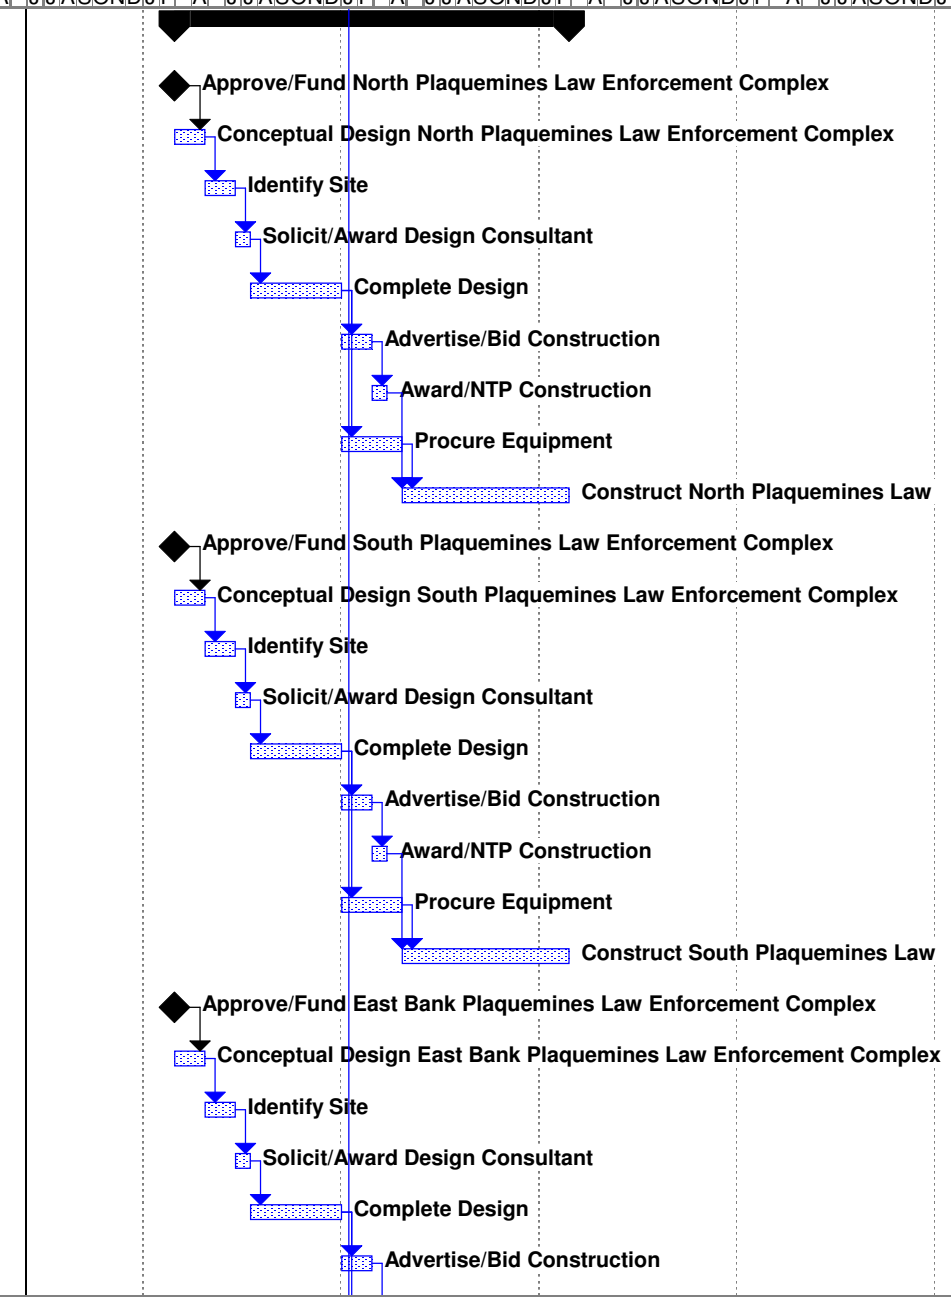 Approve/Fund North Plaquemines Law Enforcement Complex
Conceptual Design North Plaquemines Law Enforcement Complex
Identify Site
Solicit/Award Design Consultant
Complete Design
Advertise/Bid Construction
Award/NTP Construction
Procure Equipment
Construct North Plaquemines Law
Approve/Fund South Plaquemines Law Enforcement Complex
Conceptual Design South Plaquemines Law Enforcement Complex
Identify Site
Solicit/Award Design Consultant
Complete Design
Advertise/Bid Construction
Award/NTP Construction
Procure Equipment
Construct South Plaquemines Law
Approve/Fund East Bank Plaquemines Law Enforcement Complex
Conceptual Design East Bank Plaquemines Law Enforcement Complex
Identify Site
Solicit/Award Design Consultant
Complete Design
Advertise/Bid Construction